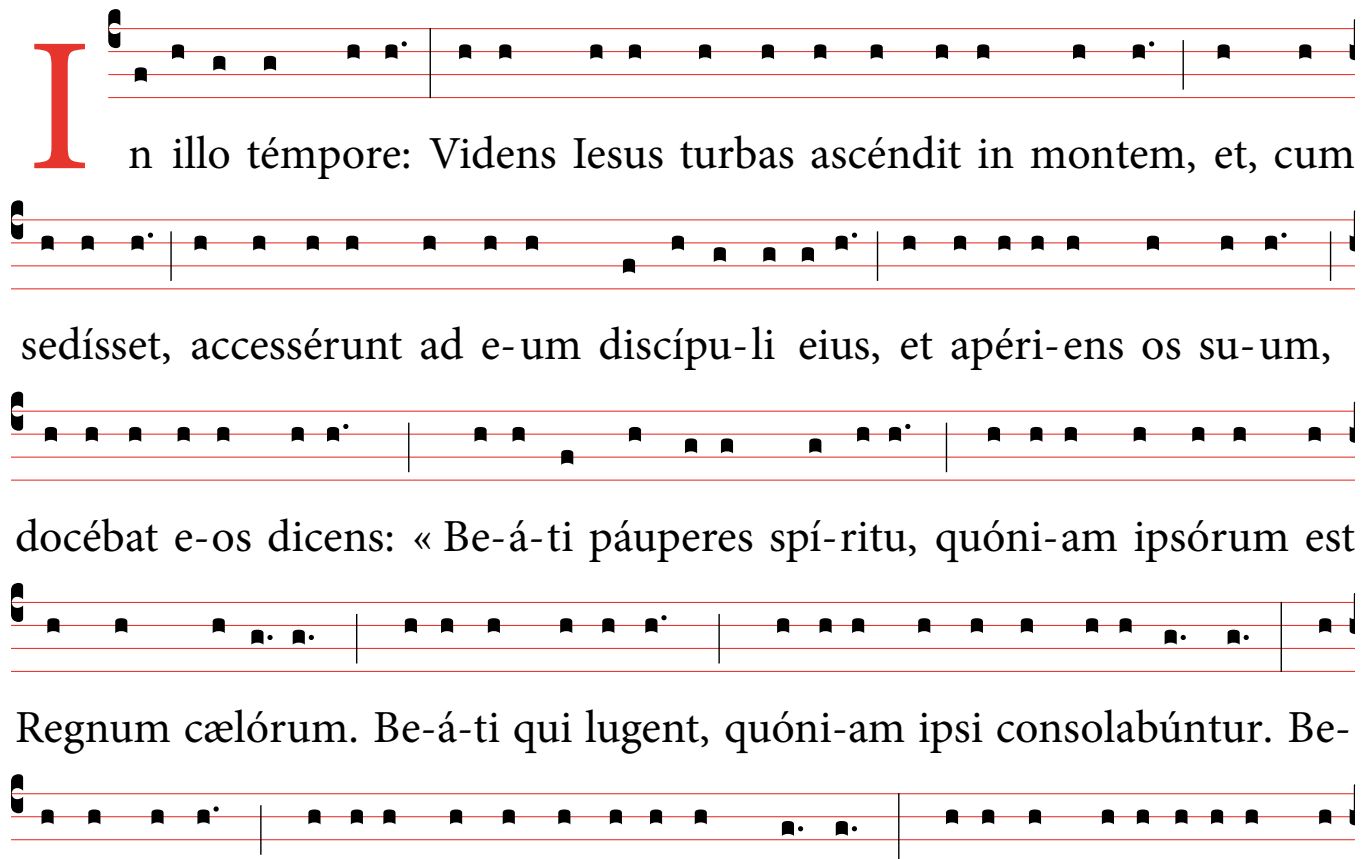 In illo témpore: Videns Iesus turbas ascéndit in montem, et, cum
sedísset, accessérunt ad e-um discípu-li eius, et apéri-ens os su-um,
docébat e-os dicens: « Be-á-ti páuperes spí-ritu, quóni-am ipsórum est
Regnum cælórum. Be-á-ti qui lugent, quóni-am ipsi consolabúntur. Be-